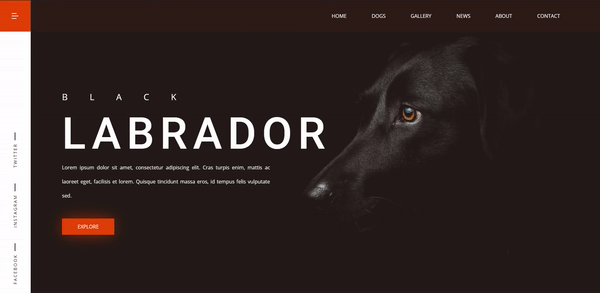 HOME DOGS GALLERY NEWS ABOUT CONTACT
BLACK
LABRADOR
Lorem ipsum dolor sit amet, consectetur adipiscing elit. Cras turpis enim, mattis ac
laoreet eget, facilisis et lorem. Quisque tincidunt massa eros, id tempus felis vulputate
sed.
EXPLORE
TWITTER
INSTAGRAM
FACEBOOK